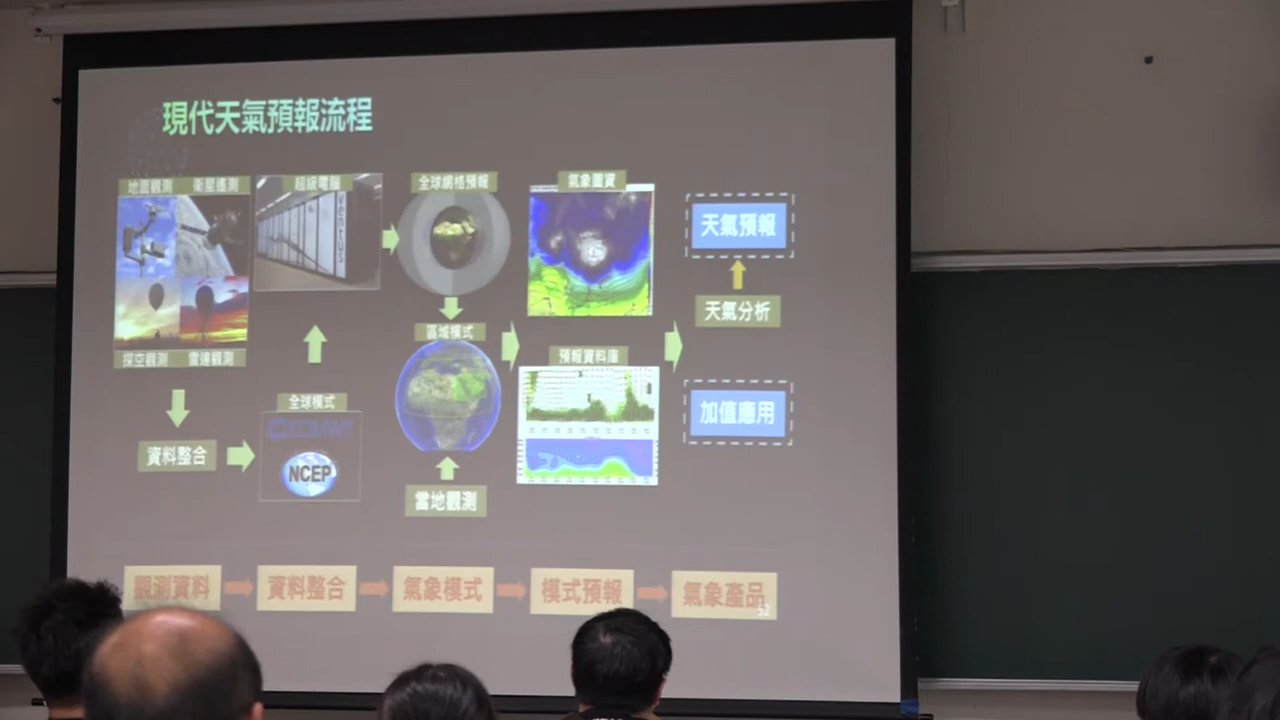 現代天氣預報流程
地面觀測 衛星遙測
超級電腦
全球網格預報
氣象圖資
天氣預報
ventus
天氣分析
區域模式
預報資料庫
探空觀測 雷達觀測
全球模式
加值應用
ECMWF
資料整合
NCEP
當地觀測
觀測資料
資料整合
氣象模式
模式預報
氣象產品
52